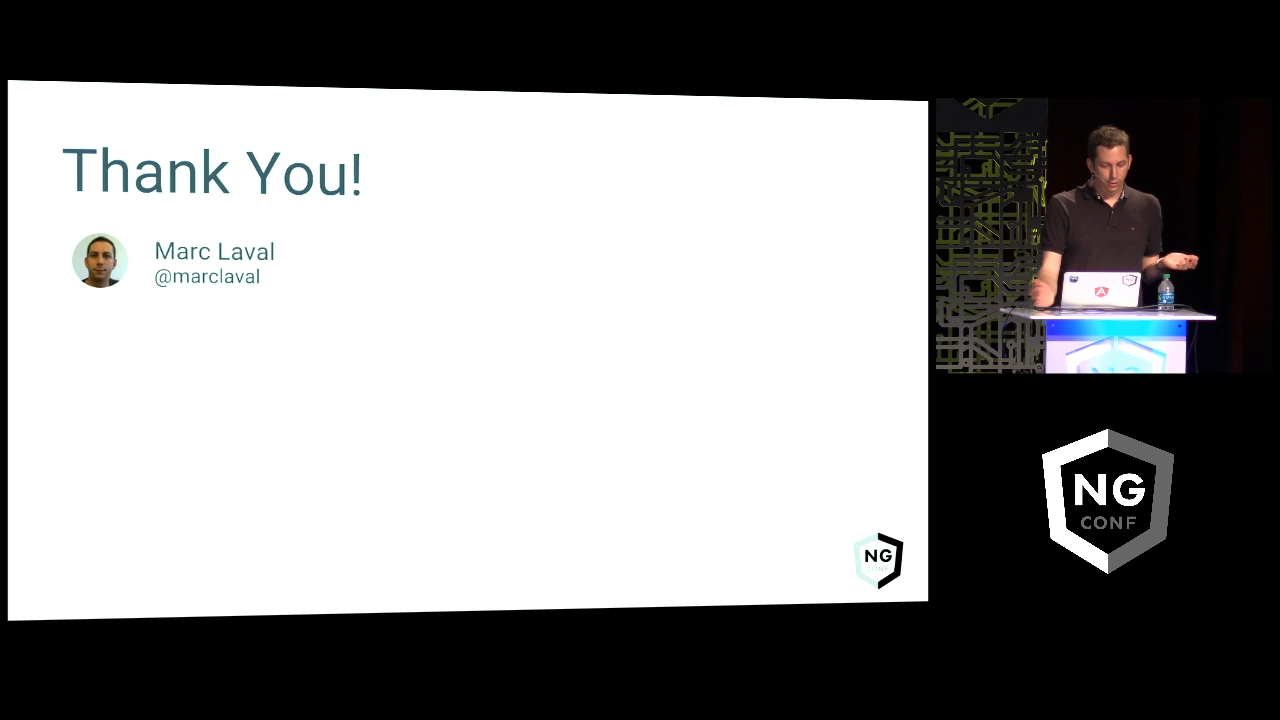 Thank You!
Marc Laval
@marclaval
NG
CONF
NG
CONF